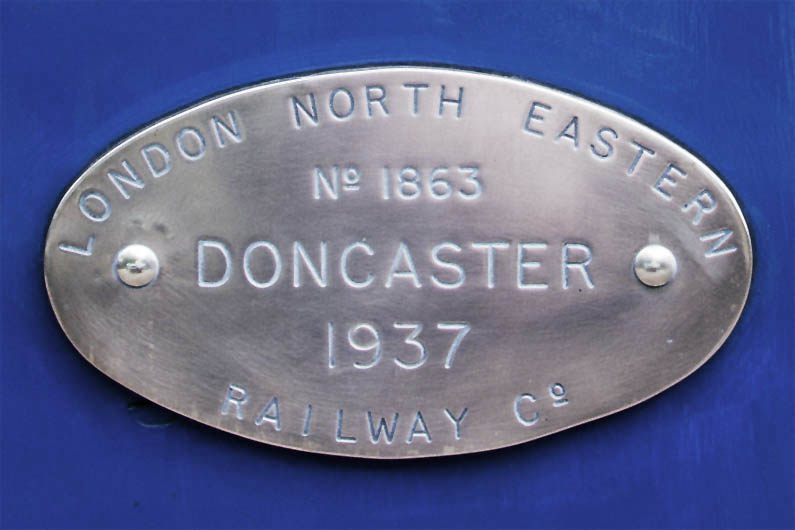 LONDON NORTH EASTERN
Nº 1863
DONCASTER
1937
RAILWAY Cº